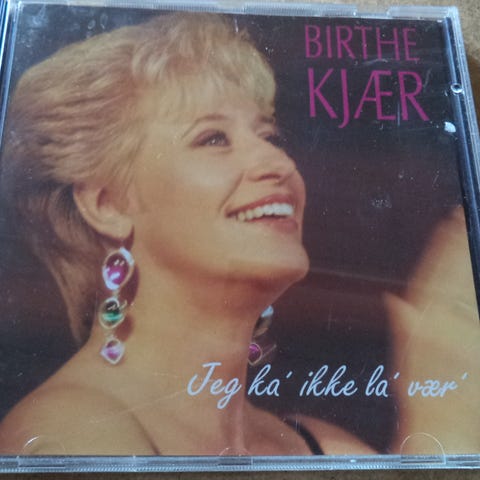 BIRTHE
KJÆR
Jeg ka' ikke la' vær'